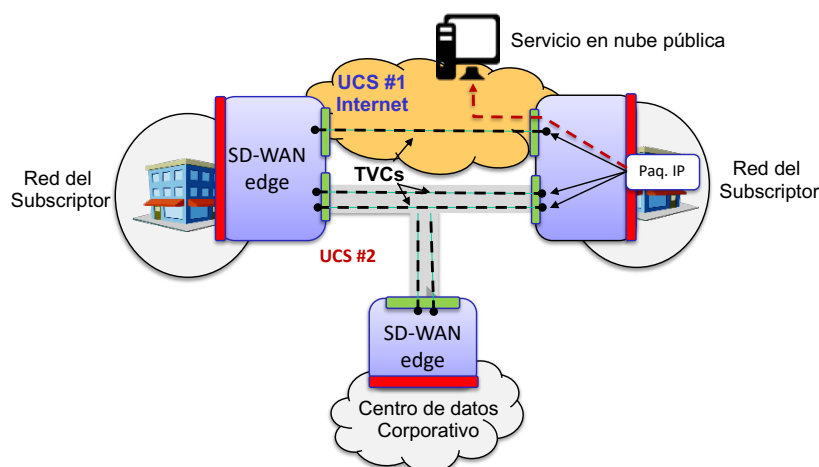 Servicio en nube pública
UCS #1
Internet
SD-WAN
edge
Red del
Subscriptor
TVCs
Paq. IP
Red del
Subscriptor
UCS #2
SD-WAN
edge
Centro de datos
Corporativo